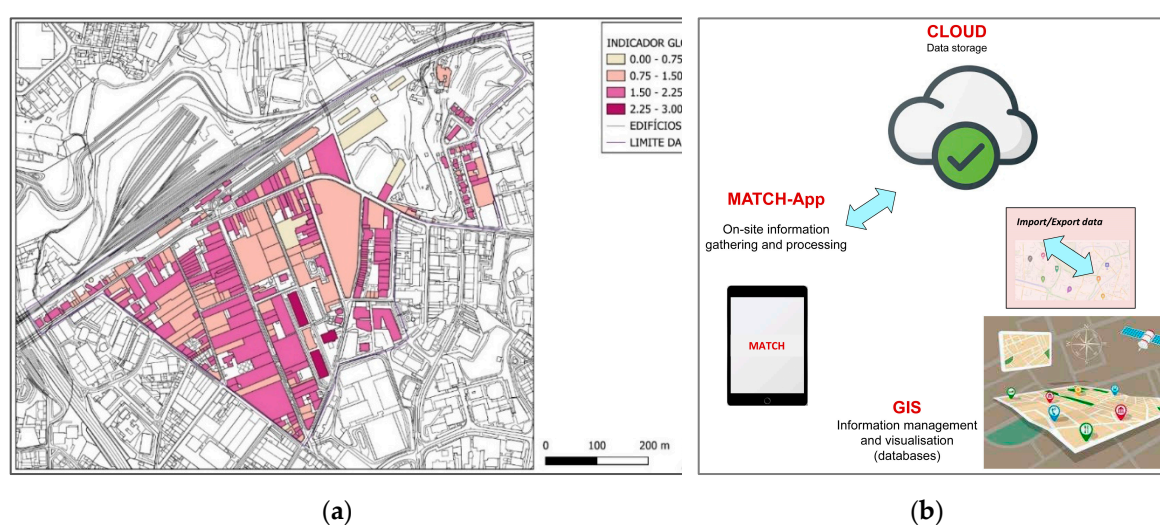 INDICADOR GLO
0.00 - 0.75
0.75 - 1.50
1.50 - 2.25
2.25 - 3.00
EDIFÍCIOS
LIMITE DA
0 100 200 m
(a)
CLOUD
Data storage
MATCH-App
On-site information
gathering and processing
Import/Export data
MATCH
GIS
Information management
and visualisation
(databases)
(b)